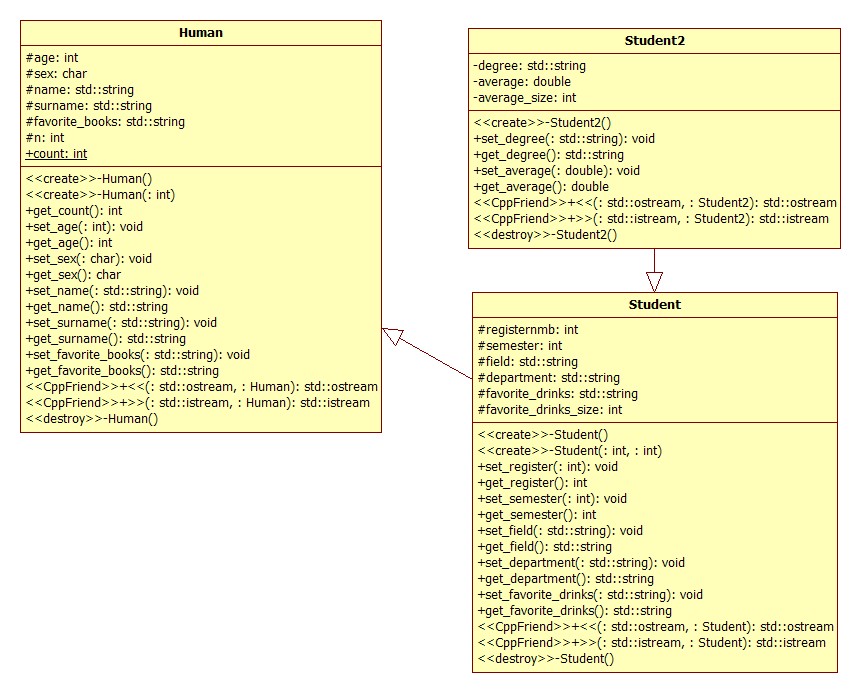 Human
#age: int
#sex: char
#name: std::string
#surname: std::string
#favorite_books: std::string
#n: int
+count: int
<<create>>-Human()
<<create>>-Human(: int)
+get_count(): int
+set_age(: int): void
+get_age(): int
+set_sex(: char): void
+get_sex(): char
+set_name(: std::string): void
+get_name(): std::string
+set_surname(: std::string): void
+get_surname(): std::string
+set_favorite_books(: std::string): void
+get_favorite_books(): std::string
<<CppFriend>>+<<(: std::ostream, : Human): std::ostream
<<CppFriend>>+>>(: std::istream, : Human): std::istream
<<destroy>>-Human()
Student2
-degree: std::string
-average: double
-average_size: int
<<create>>-Student2()
+set_degree(: std::string): void
+get_degree(): std::string
+set_average(: double): void
+get_average(): double
<<CppFriend>>+<<(: std::ostream, : Student2): std::ostream
<<CppFriend>>+>>(: std::istream, : Student2): std::istream
<<destroy>>-Student2()
Student
#registernmb: int
#semester: int
#field: std::string
#department: std::string
#favorite_drinks: std::string
#favorite_drinks_size: int
<<create>>-Student()
<<create>>-Student(: int, : int)
+set_register(: int): void
+get_register(): int
+set_semester(: int): void
+get_semester(): int
+set_field(: std::string): void
+get_field(): std::string
+set_department(: std::string): void
+get_department(): std::string
+set_favorite_drinks(: std::string): void
+get_favorite_drinks(): std::string
<<CppFriend>>+<<(: std::ostream, : Student): std::ostream
<<CppFriend>>+>>(: std::istream, : Student): std::istream
<<destroy>>-Student()